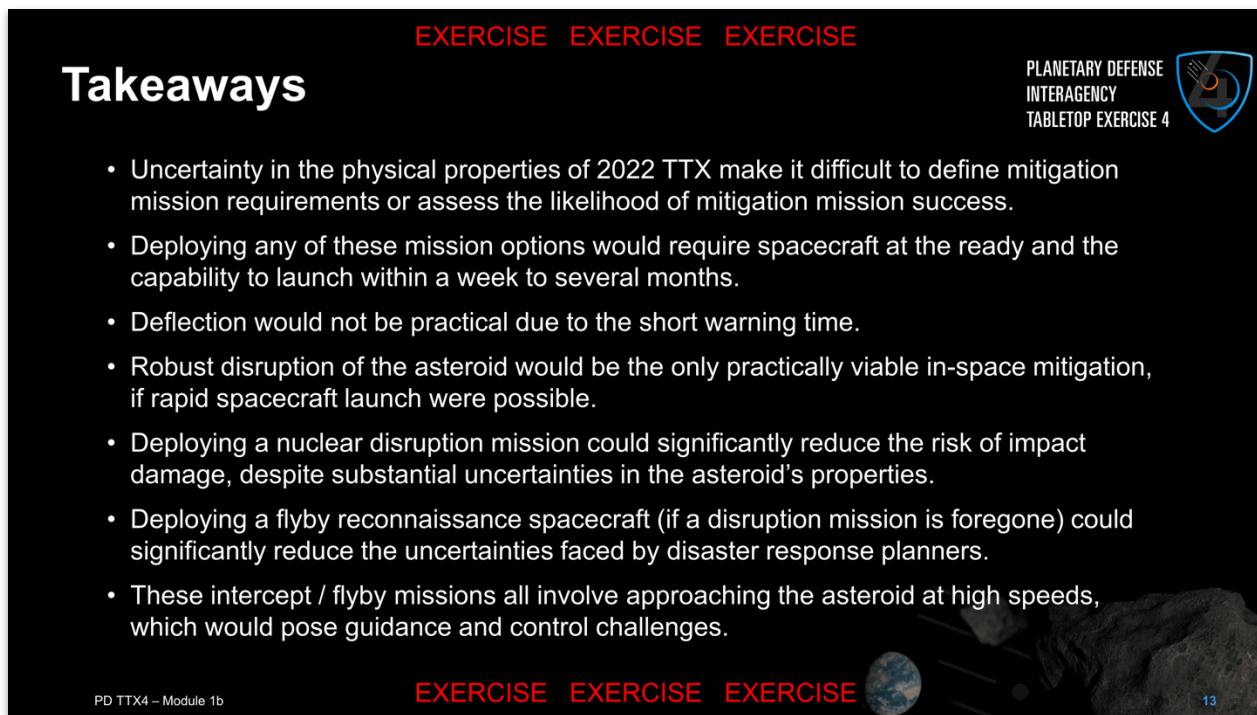 EXERCISE EXERCISE EXERCISE
Takeaways
PLANETARY DEFENSE
INTERAGENCY
TABLETOP EXERCISE 4
4
• Uncertainty in the physical properties of 2022 TTX make it difficult to define mitigation
mission requirements or assess the likelihood of mitigation mission success.
• Deploying any of these mission options would require spacecraft at the ready and the
capability to launch within a week to several months.
• Deflection would not be practical due to the short warning time.
• Robust disruption of the asteroid would be the only practically viable in-space mitigation,
if rapid spacecraft launch were possible.
• Deploying a nuclear disruption mission could significantly reduce the risk of impact
damage, despite substantial uncertainties in the asteroid’s properties.
• Deploying a flyby reconnaissance spacecraft (if a disruption mission is foregone) could
significantly reduce the uncertainties faced by disaster response planners.
• These intercept / flyby missions all involve approaching the asteroid at high speeds,
which would pose guidance and control challenges.
PD TTX4 – Module 1b
EXERCISE EXERCISE EXERCISE
13